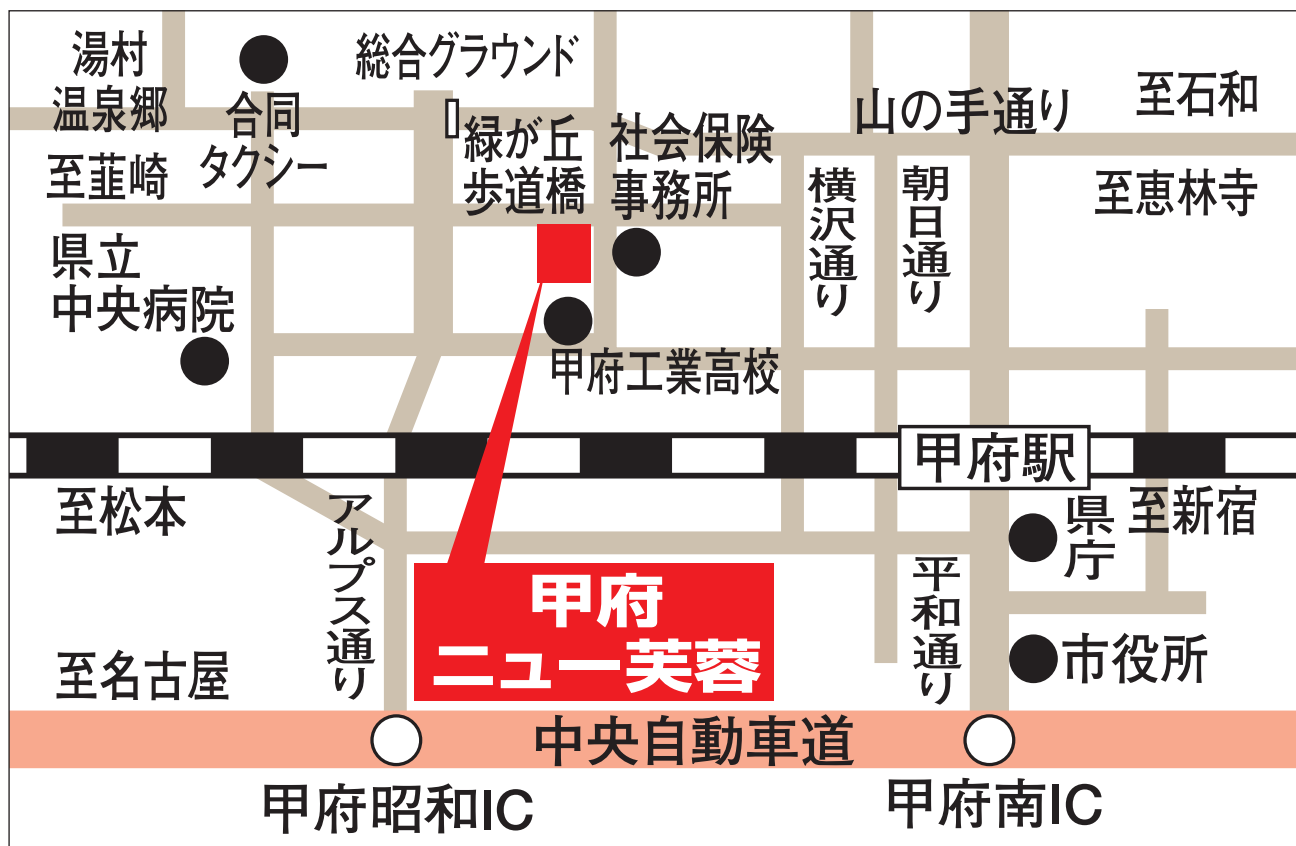 湯村
温泉郷
合同
タクシー
総合グラウンド
緑が丘
歩道橋
社会保険
事務所
山の手通り
至石和
至韮崎
至恵林寺
横沢通り
朝日通り
県立
中央病院
甲府工業高校
甲府駅
至松本
至新宿
県庁
アルプス通り
平和通り
甲府
ニュー芙蓉
市役所
至名古屋
中央自動車道
甲府昭和IC
甲府南IC